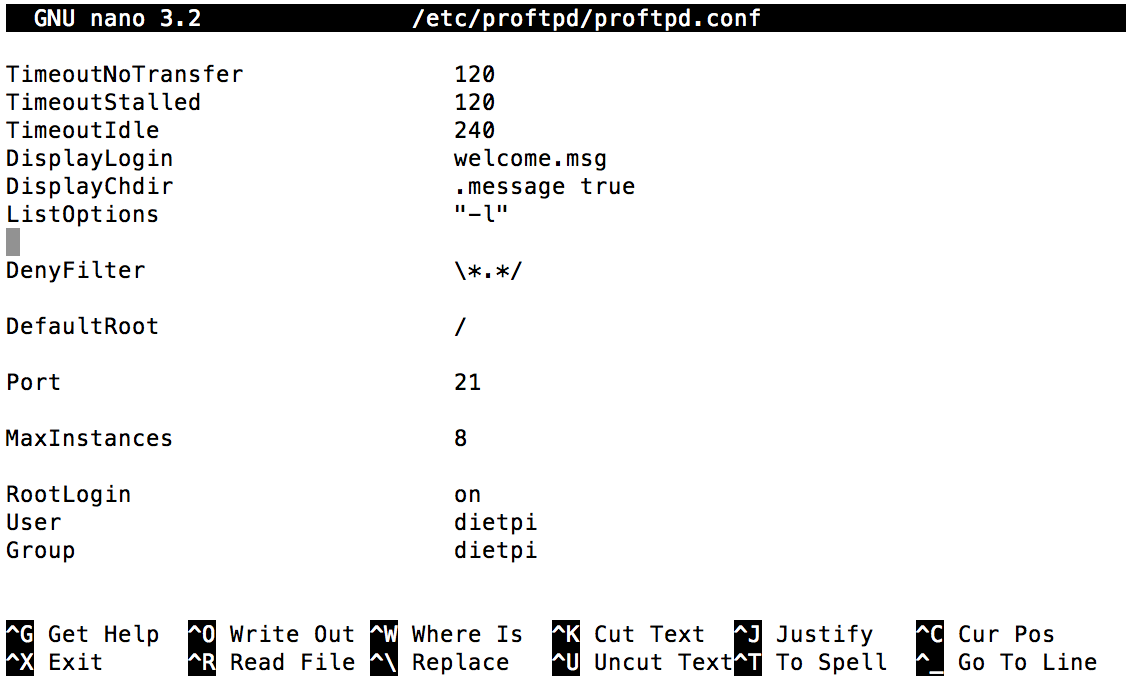 GNU nano 3.2 /etc/proftpd/proftpd.conf
TimeoutNoTransfer 120
TimeoutStalled 120
TimeoutIdle 240
DisplayLogin welcome.msg
DisplayChdir .message true
ListOptions "-l"
DenyFilter \*.*/
DefaultRoot /
Port 21
MaxInstances 8
RootLogin on
User dietpi
Group dietpi
^G Get Help ^O Write Out ^W Where Is ^K Cut Text ^J Justify ^C Cur Pos
^X Exit ^R Read File ^\ Replace ^U Uncut Text^T To Spell ^_ Go To Line